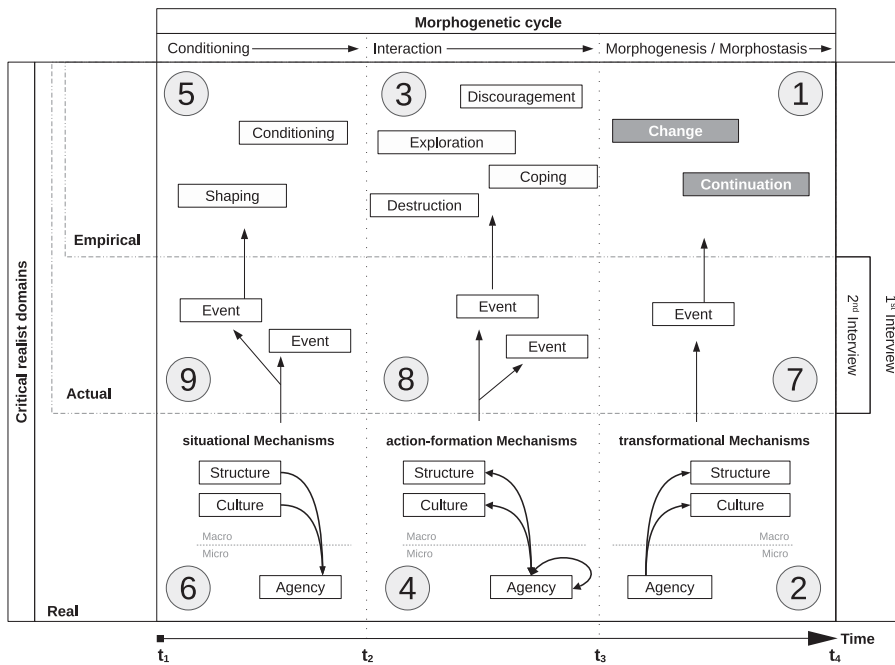 Morphogenetic cycle
Conditioning
Interaction
Morphogenesis / Morphostasis
Critical realist domains
5
3
1
Discouragement
Change
Conditioning
Exploration
Coping
Continuation
Shaping
Destruction
Empirical
Event
Event
Event
Event
Event
2nd Interview
1st Interview
9
8
7
Actual
situational Mechanisms
action-formation Mechanisms
transformational Mechanisms
Structure
Structure
Structure
Culture
Culture
Culture
Macro
Macro
Macro
Micro
Micro
Micro
6
Agency
4
Agency
Agency
2
Real
Time
t1
t2
t3
t4